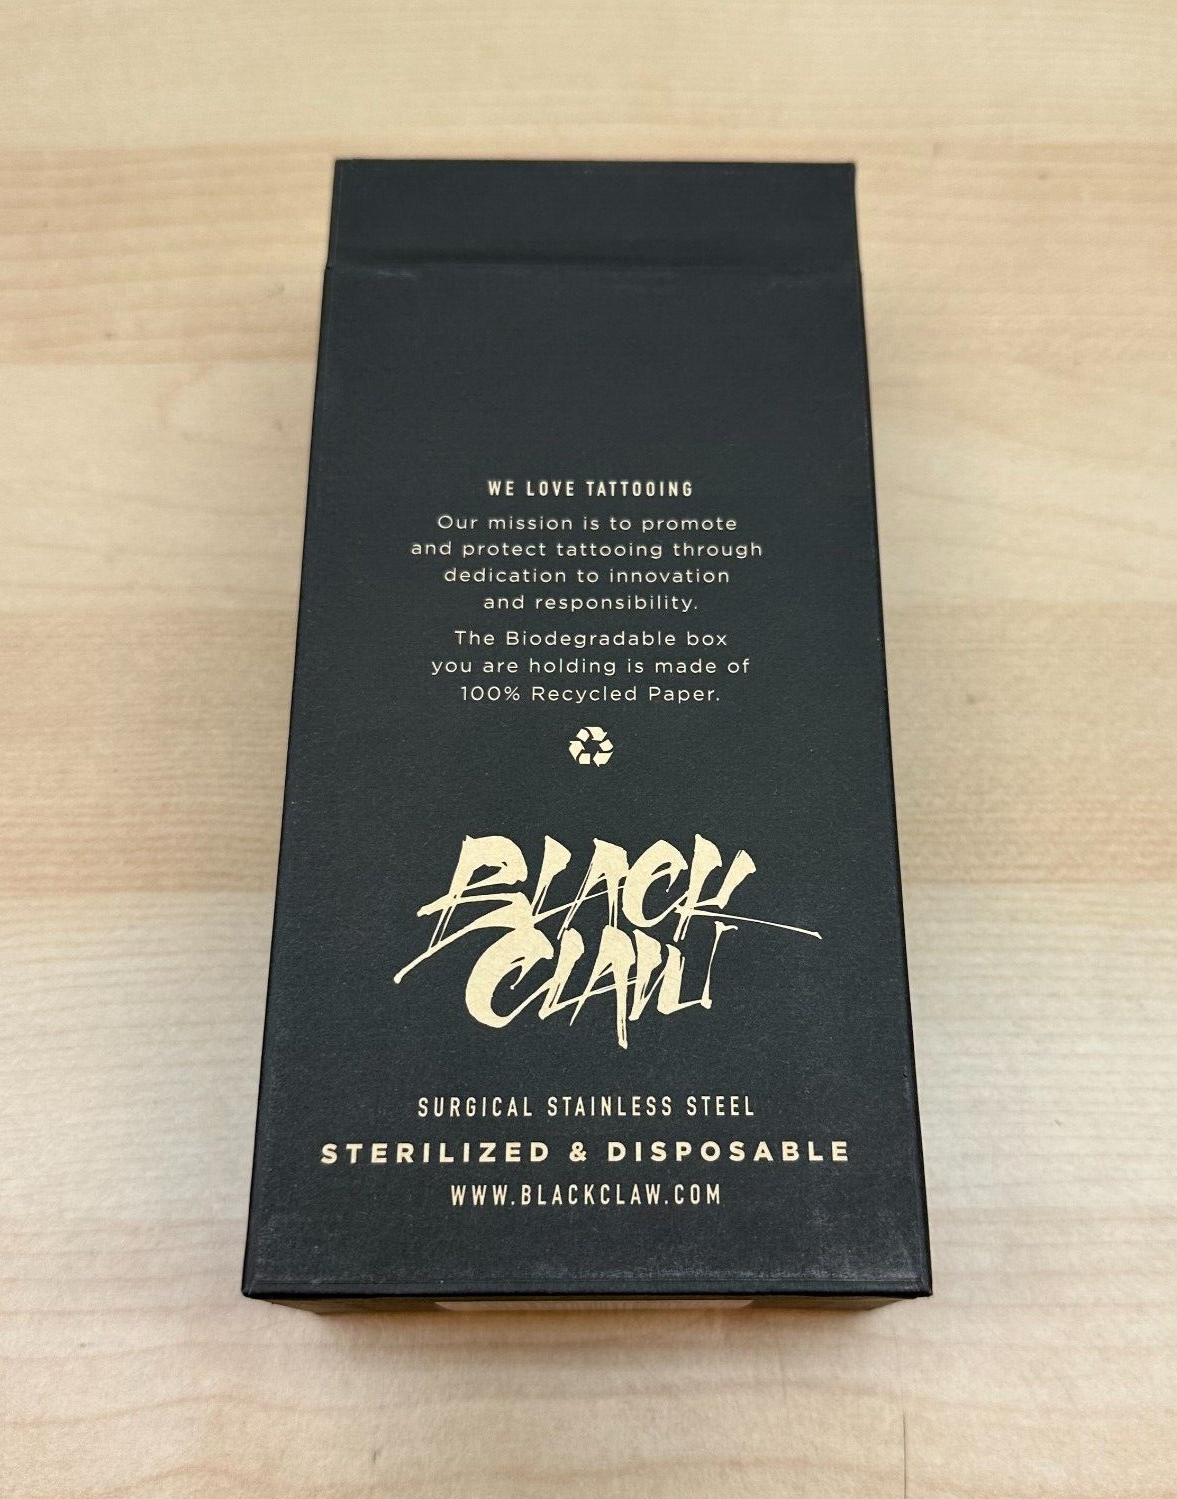 WE LOVE TATTOOING
Our mission is to promote
and protect tattooing through
dedication to innovation
and responsibility.
The Biodegradable box
you are holding is made of
100% Recycled Paper.
BLACK
CLAW
SURGICAL STAINLESS STEEL
STERILIZED & DISPOSABLE
WWW.BLACKCLAW.COM